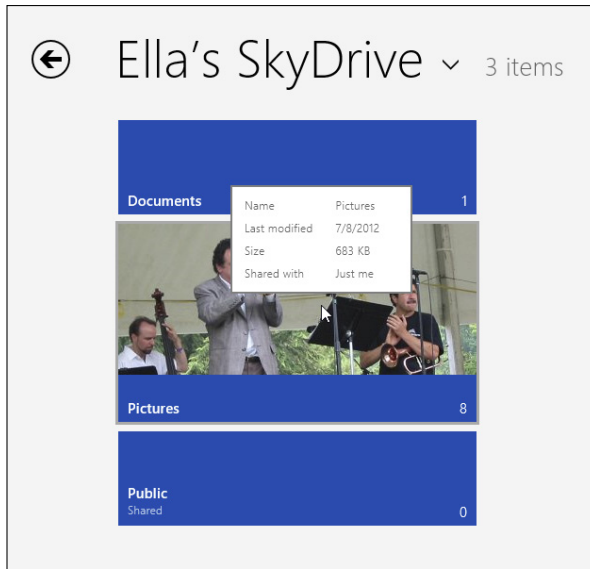 Ella's SkyDrive 3 items
Documents 1
Name Pictures
Last modified 7/8/2012
Size 683 KB
Shared with Just me
Pictures 8
Public
Shared 0